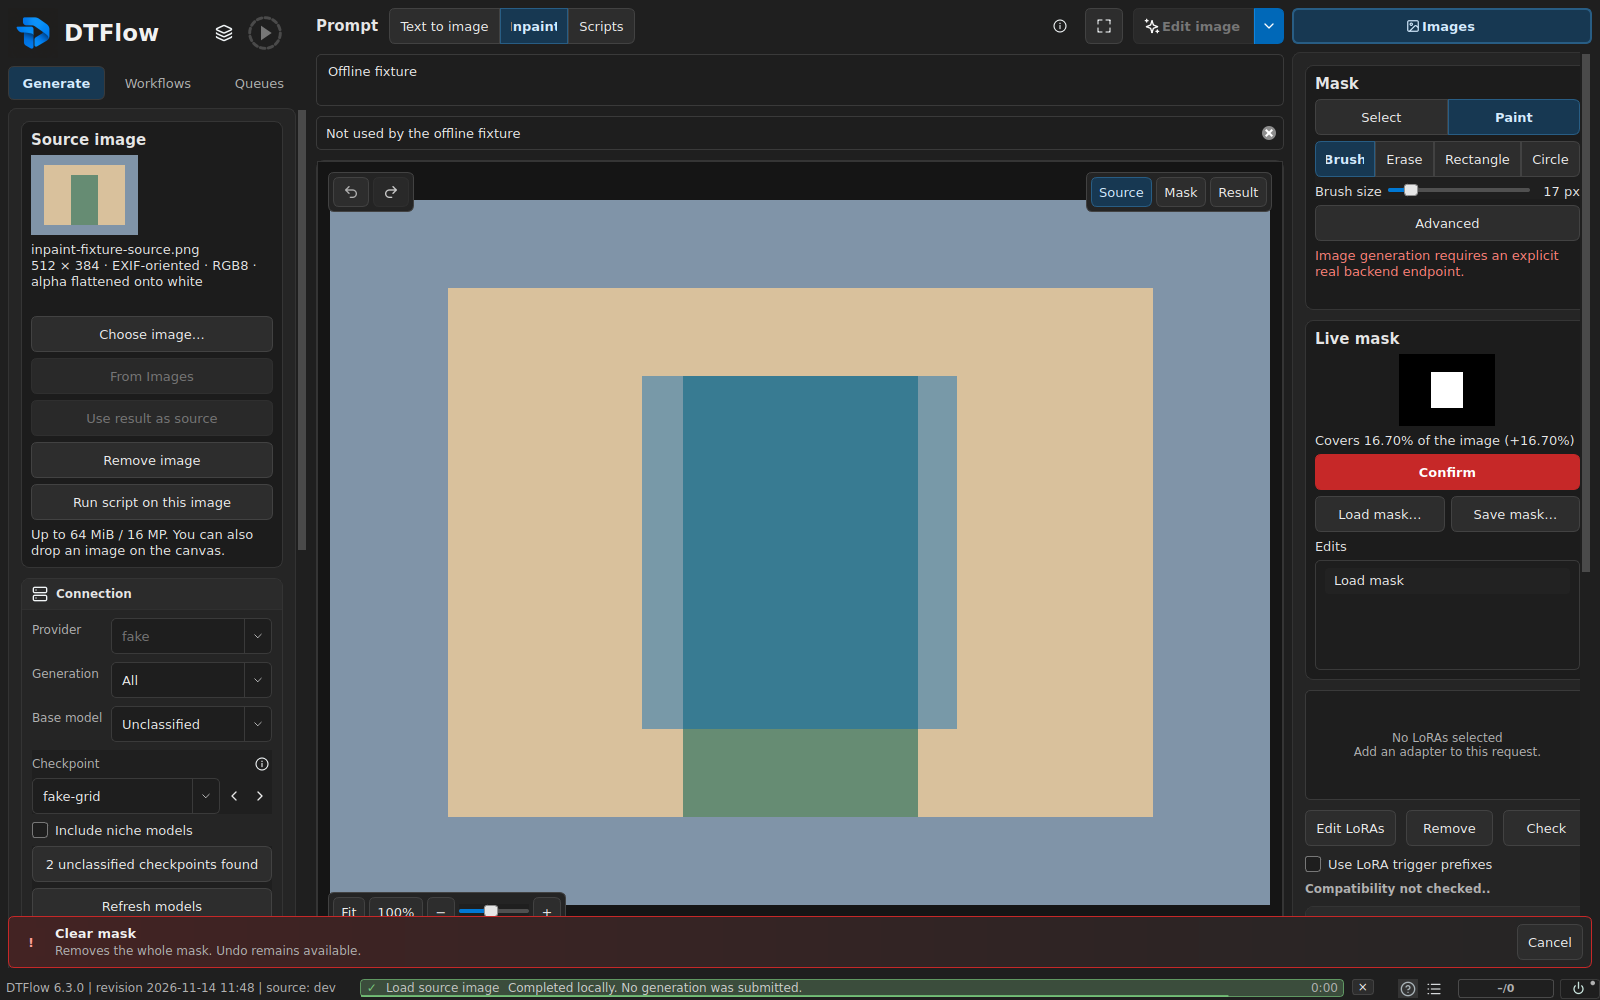 DTFlow
Prompt
Text to image
Inpaint
Scripts
Edit image
Images
Generate
Workflows
Queues
Offline fixture
Not used by the offline fixture
Source image
inpaint-fixture-source.png
512 × 384 · EXIF-oriented · RGB8 ·
alpha flattened onto white
Choose image...
From Images
Use result as source
Remove image
Run script on this image
Up to 64 MiB / 16 MP. You can also
drop an image on the canvas.
Connection
Provider
fake
Generation
All
Base model
Unclassified
Checkpoint
fake-grid
Include niche models
2 unclassified checkpoints found
Refresh models
Source
Mask
Result
Fit
100%
−
+
Mask
Select
Paint
Brush
Erase
Rectangle
Circle
Brush size
17 px
Advanced
Image generation requires an explicit
real backend endpoint.
Live mask
Covers 16.70% of the image (+16.70%)
Confirm
Load mask...
Save mask...
Edits
Load mask
No LoRAs selected
Add an adapter to this request.
Edit LoRAs
Remove
Check
Use LoRA trigger prefixes
Compatibility not checked..
!
Clear mask
Removes the whole mask. Undo remains available.
Cancel
DTFlow 6.3.0 | revision 2026-11-14 11:48 | source: dev
✓ Load source image Completed locally. No generation was submitted.
0:00
–/0